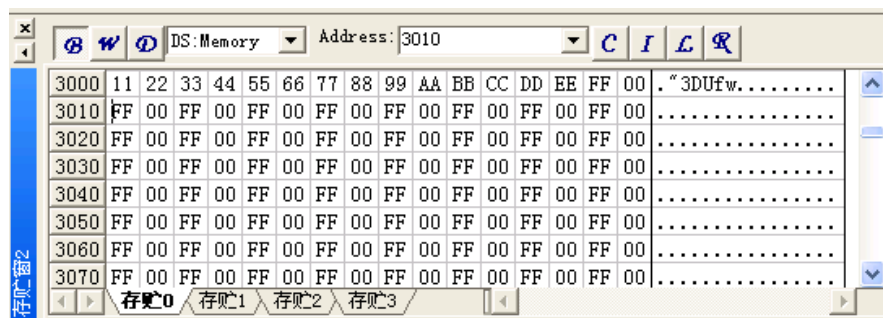 B W D DS:Memory Address: 3010 C I L R
3000 11 22 33 44 55 66 77 88 99 AA BB CC DD EE FF 00 ."3DUfw.........
3010 FF 00 FF 00 FF 00 FF 00 FF 00 FF 00 FF 00 FF 00 ................
3020 FF 00 FF 00 FF 00 FF 00 FF 00 FF 00 FF 00 FF 00 ................
3030 FF 00 FF 00 FF 00 FF 00 FF 00 FF 00 FF 00 FF 00 ................
3040 FF 00 FF 00 FF 00 FF 00 FF 00 FF 00 FF 00 FF 00 ................
3050 FF 00 FF 00 FF 00 FF 00 FF 00 FF 00 FF 00 FF 00 ................
3060 FF 00 FF 00 FF 00 FF 00 FF 00 FF 00 FF 00 FF 00 ................
3070 FF 00 FF 00 FF 00 FF 00 FF 00 FF 00 FF 00 FF 00 ................
存贮0 存贮1 存贮2 存贮3
存贮窗2